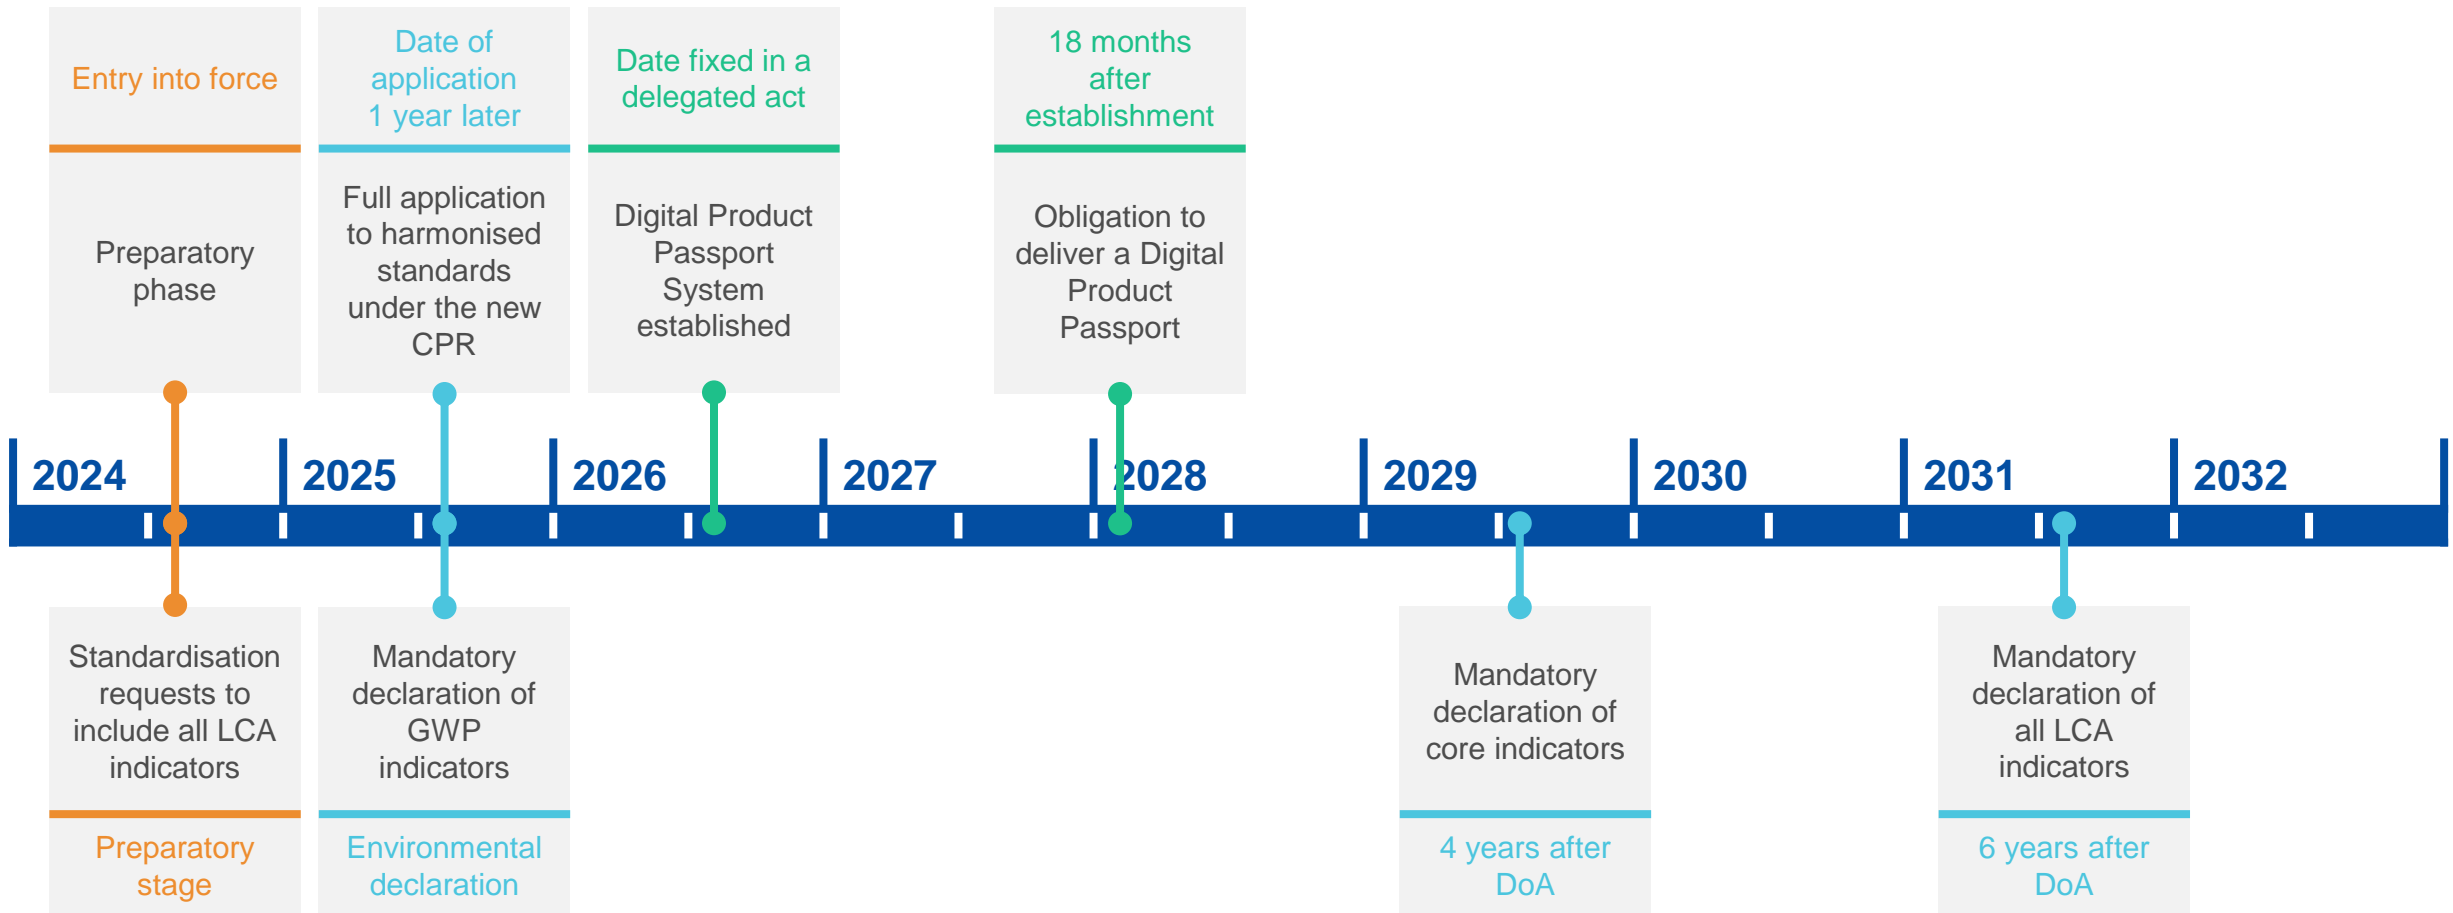 Entry into force
Preparatory
phase
Date of
application
1 year later
Full application
to harmonised
standards
under the new
CPR
Date fixed in a
delegated act
Digital Product
Passport
System
established
18 months
after
establishment
Obligation to
deliver a Digital
Product
Passport
2024
2025
2026
2027
2028
2029
2030
2031
2032
Standardisation
requests to
include all LCA
indicators
Preparatory
stage
Mandatory
declaration of
GWP
indicators
Environmental
declaration
Mandatory
declaration of
core indicators
4 years after
DoA
Mandatory
declaration of
all LCA
indicators
6 years after
DoA